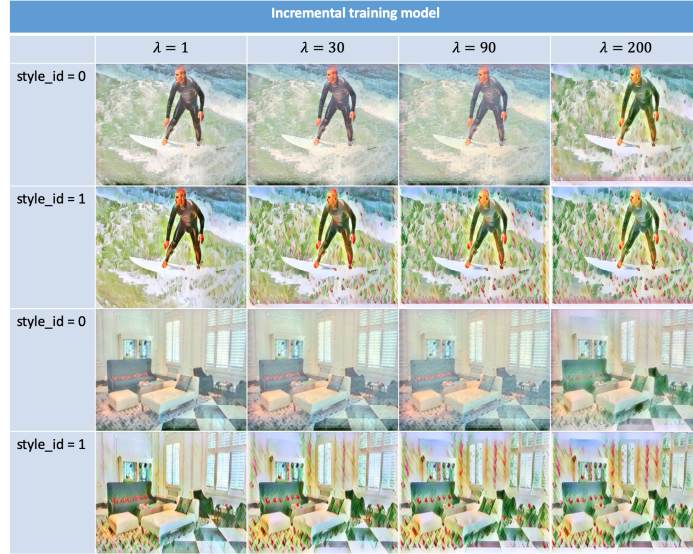 Incremental training model
λ = 1 λ = 30 λ = 90 λ = 200
style_id = 0
style_id = 1
style_id = 0
style_id = 1